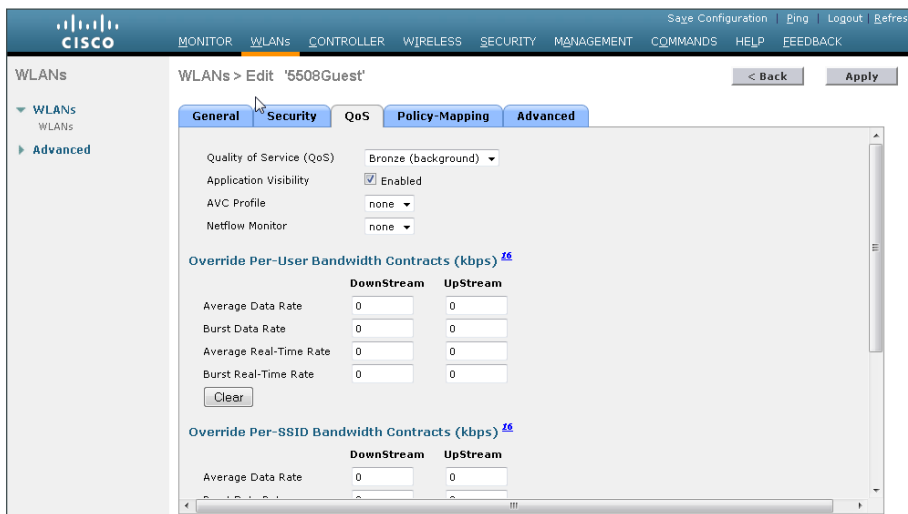 Save Configuration | Ping | Logout | Refres
CISCO
MONITOR WLANs CONTROLLER WIRELESS SECURITY MANAGEMENT COMMANDS HELP FEEDBACK
WLANs
WLANs > Edit '5508Guest'
< Back
Apply
WLANs
WLANs
Advanced
General
Security
QoS
Policy-Mapping
Advanced
Quality of Service (QoS) Bronze (background)
Application Visibility Enabled
AVC Profile none
Netflow Monitor none
Override Per-User Bandwidth Contracts (kbps) 16
DownStream UpStream
Average Data Rate 0 0
Burst Data Rate 0 0
Average Real-Time Rate 0 0
Burst Real-Time Rate 0 0
Clear
Override Per-SSID Bandwidth Contracts (kbps) 16
DownStream UpStream
Average Data Rate 0 0